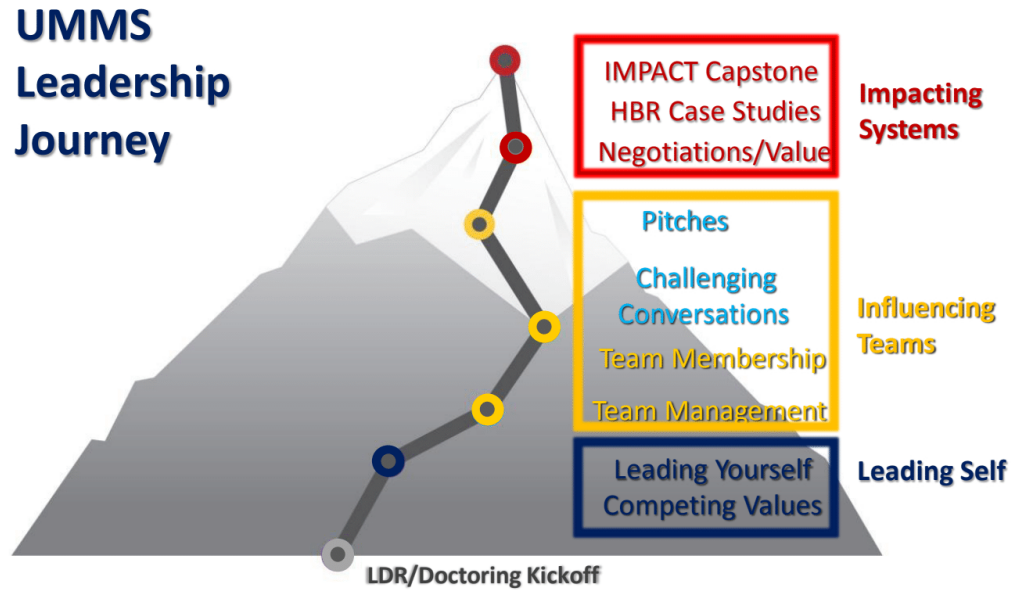 UMMS
Leadership
Journey
IMPACT Capstone
HBR Case Studies
Negotiations/Value
Impacting
Systems
Pitches
Challenging
Conversations
Team Membership
Team Management
Influencing
Teams
Leading Yourself
Competing Values
Leading Self
LDR/Doctoring Kickoff